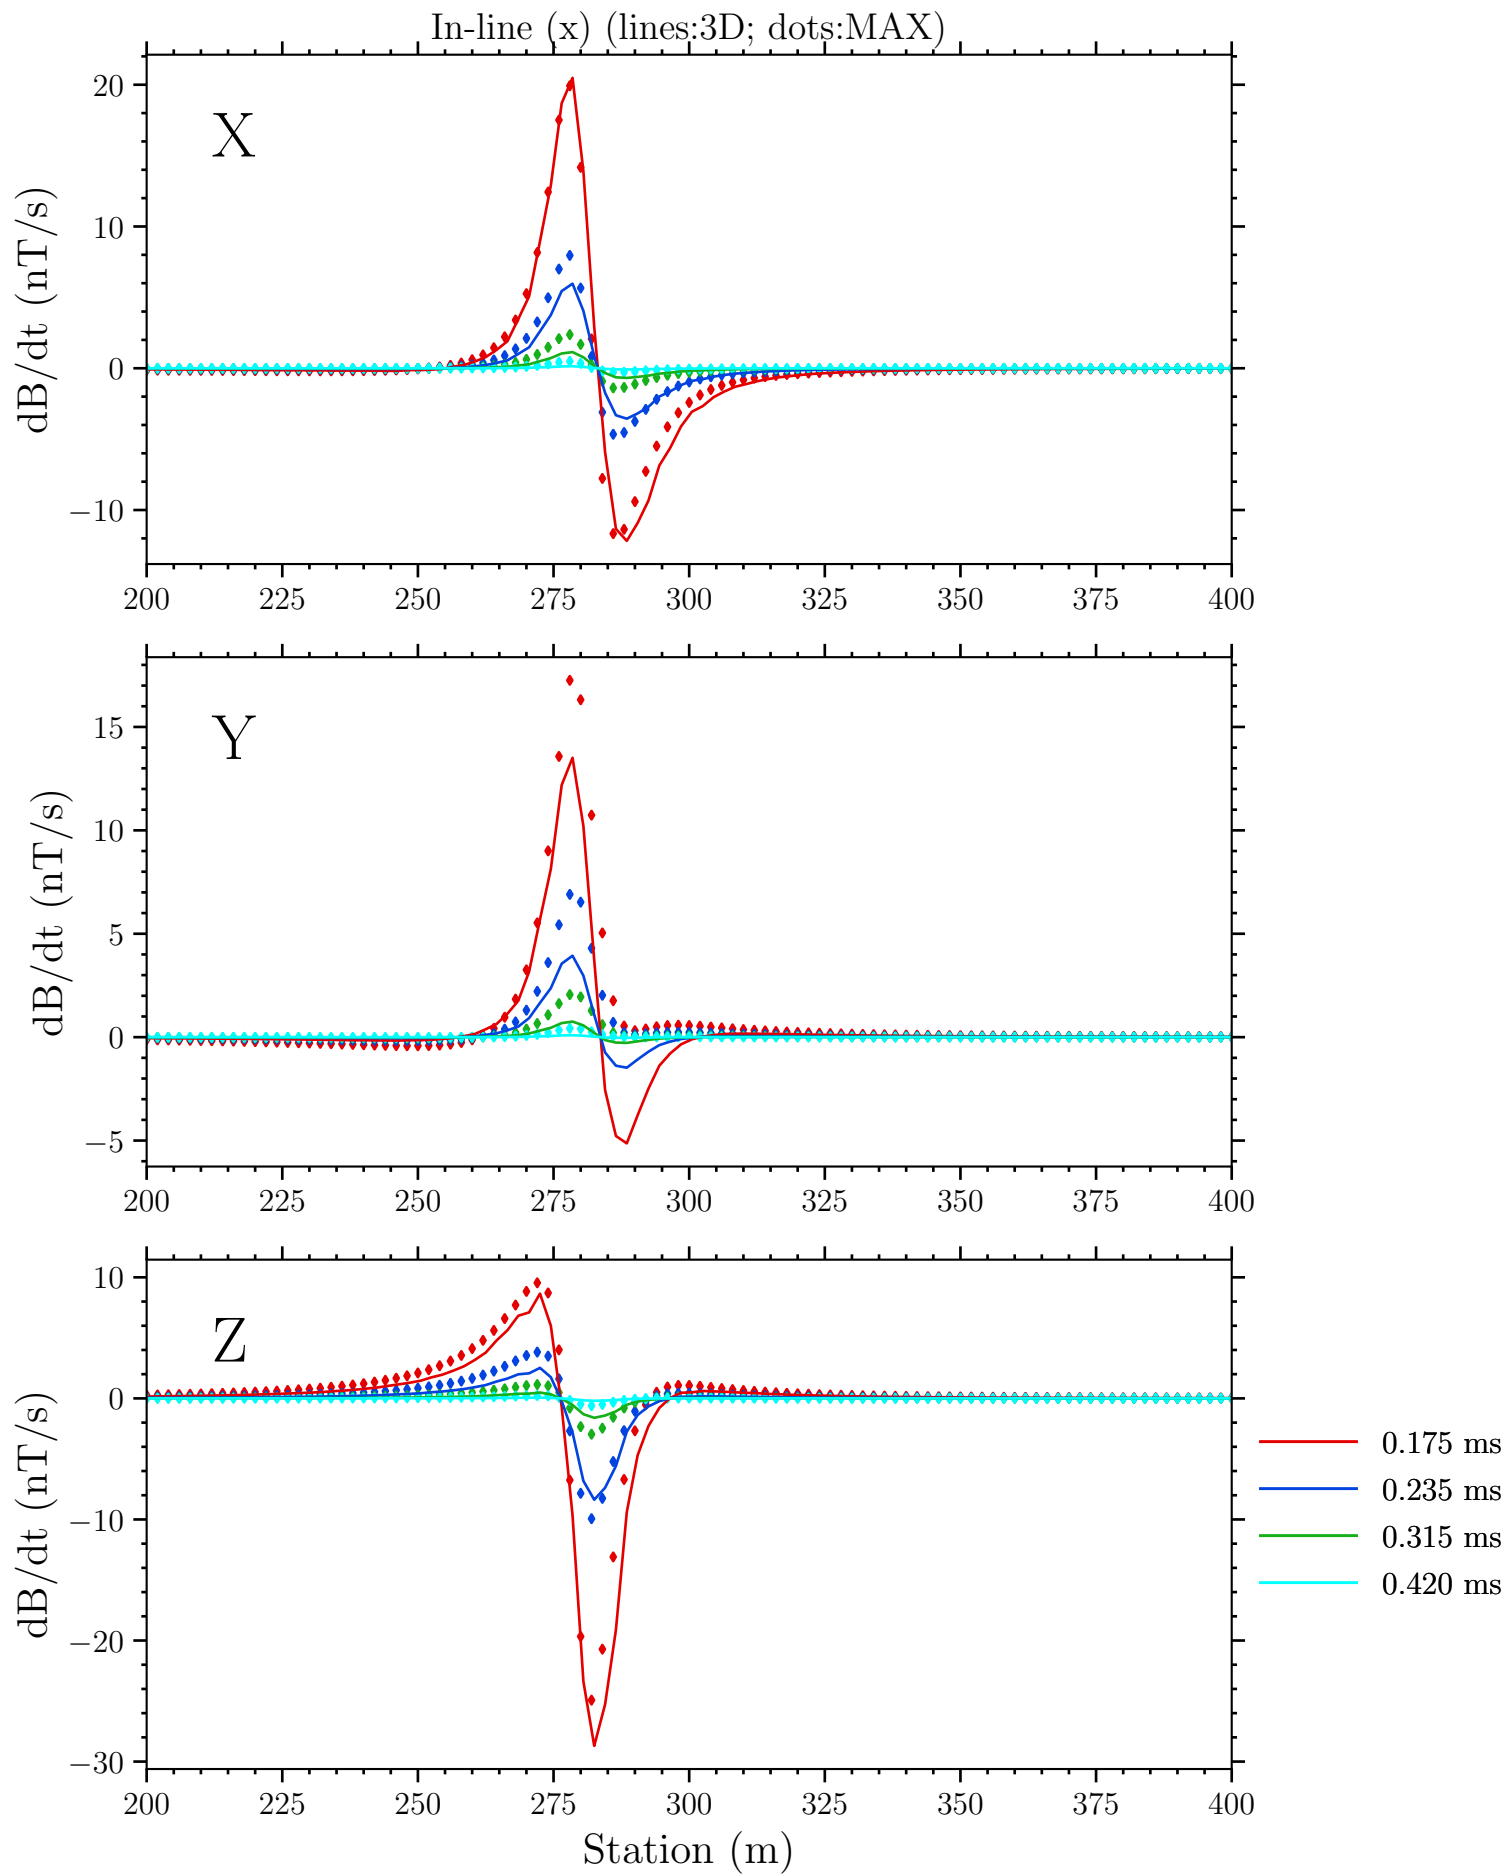 In-line (x) (lines:3D; dots:MAX)
X
dB/dt (nT/s)
20
10
0
−10
200 225 250 275 300 325 350 375 400
Y
dB/dt (nT/s)
15
10
5
0
−5
200 225 250 275 300 325 350 375 400
Z
dB/dt (nT/s)
10
0
−10
−20
−30
200 225 250 275 300 325 350 375 400
Station (m)
0.175 ms
0.235 ms
0.315 ms
0.420 ms